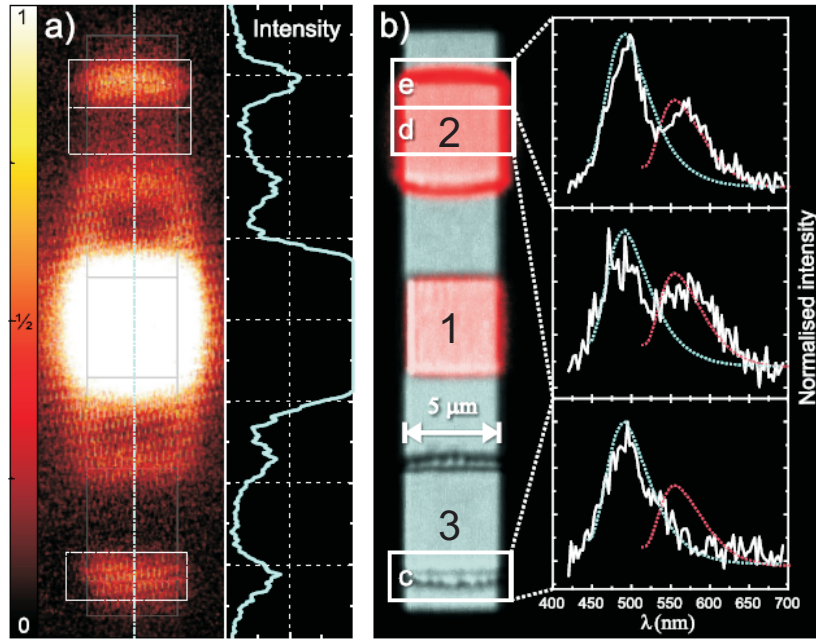 a)
Intensity
1
½
0
b)
e
d
2
1
5 μm
3
c
Normalised intensity
400 450 500 550 600 650 700
λ (nm)